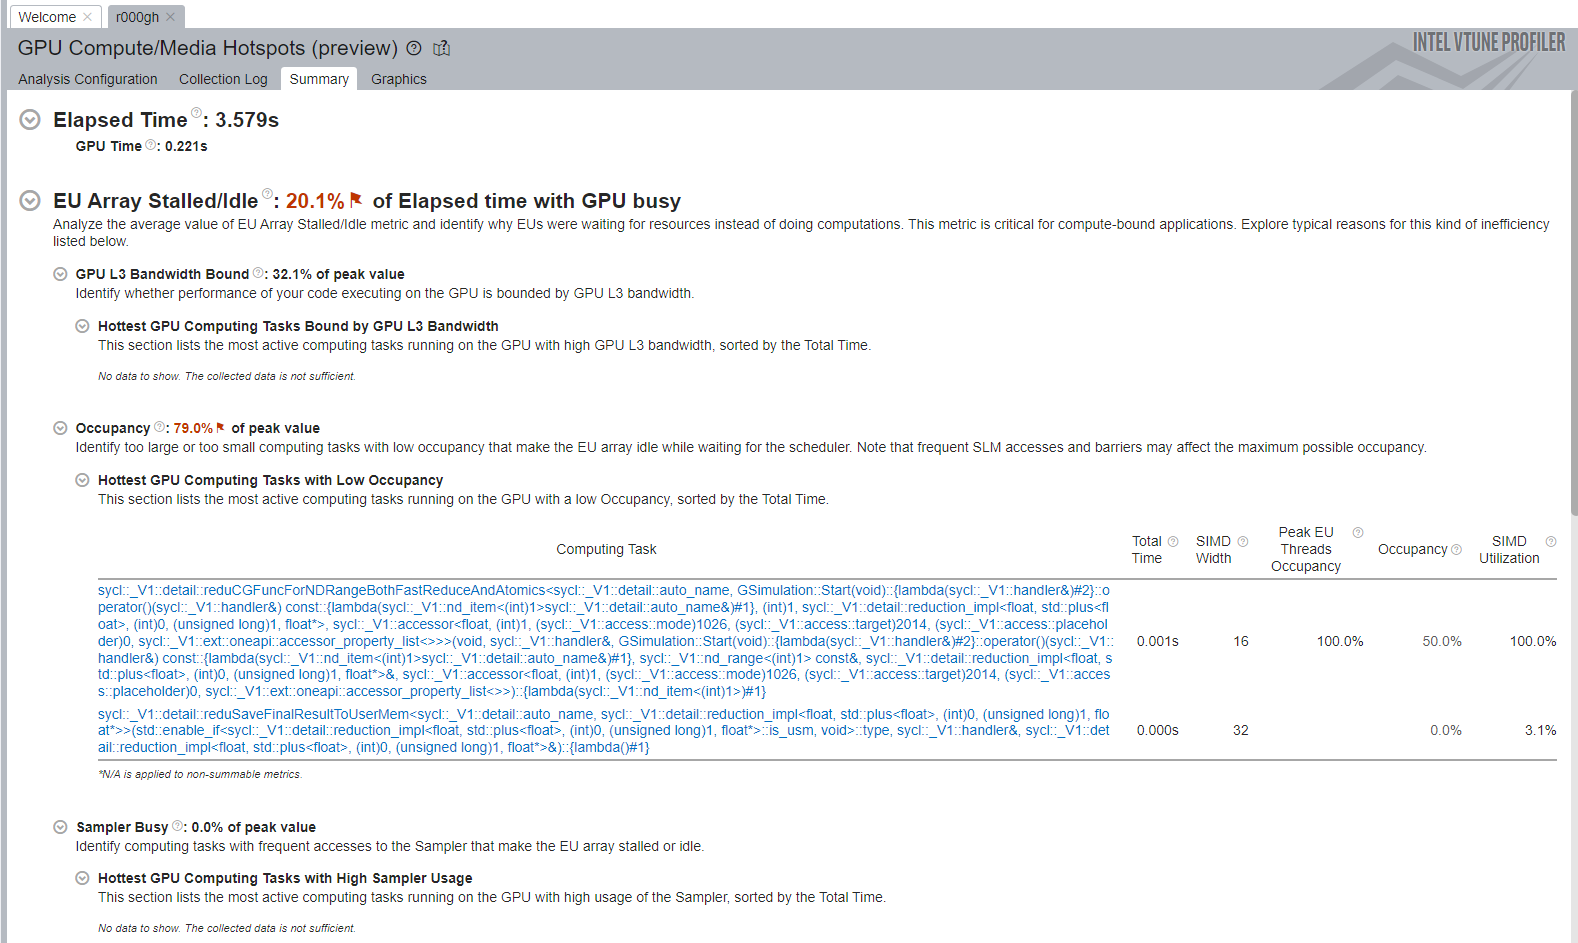 Welcome
r000gh
GPU Compute/Media Hotspots (preview)
INTEL VTUNE PROFILER
Analysis Configuration Collection Log Summary Graphics
Elapsed Time: 3.579s
GPU Time: 0.221s
EU Array Stalled/Idle: 20.1% of Elapsed time with GPU busy
Analyze the average value of EU Array Stalled/Idle metric and identify why EUs were waiting for resources instead of doing computations. This metric is critical for compute-bound applications. Explore typical reasons for this kind of inefficiency
listed below.
GPU L3 Bandwidth Bound: 32.1% of peak value
Identify whether performance of your code executing on the GPU is bounded by GPU L3 bandwidth.
Hottest GPU Computing Tasks Bound by GPU L3 Bandwidth
This section lists the most active computing tasks running on the GPU with high GPU L3 bandwidth, sorted by the Total Time.
No data to show. The collected data is not sufficient.
Occupancy: 79.0% of peak value
Identify too large or too small computing tasks with low occupancy that make the EU array idle while waiting for the scheduler. Note that frequent SLM accesses and barriers may affect the maximum possible occupancy.
Hottest GPU Computing Tasks with Low Occupancy
This section lists the most active computing tasks running on the GPU with a low Occupancy, sorted by the Total Time.
Computing Task
Total Time
SIMD Width
Peak EU Threads Occupancy
Occupancy
SIMD Utilization
sycl::_V1::detail::reduCGFuncForNDRangeBothFastReduceAndAtomics<sycl::_V1::detail::auto_name, GSimulation::Start(void)::{lambda(sycl::_V1::handler&)#2}::o
perator()(sycl::_V1::handler&) const::{lambda(sycl::_V1::nd_item<(int)1>sycl::_V1::detail::auto_name&)#1}, (int)1, sycl::_V1::detail::reduction_impl<float, std::plus<fl
oat>, (int)0, (unsigned long)1, float*>, sycl::_V1::accessor<float, (int)1, (sycl::_V1::access::mode)1026, (sycl::_V1::access::target)2014, (sycl::_V1::access::placehol
der)0, sycl::_V1::ext::oneapi::accessor_property_list<>>>(void, sycl::_V1::handler&, GSimulation::Start(void)::{lambda(sycl::_V1::handler&)#2}::operator()(sycl::_V1::
handler&) const::{lambda(sycl::_V1::nd_item<(int)1>sycl::_V1::detail::auto_name&)#1}, sycl::_V1::nd_range<(int)1> const&, sycl::_V1::detail::reduction_impl<float, s
td::plus<float>, (int)0, (unsigned long)1, float*>&, sycl::_V1::accessor<float, (int)1, (sycl::_V1::access::mode)1026, (sycl::_V1::access::target)2014, (sycl::_V1::acces
s::placeholder)0, sycl::_V1::ext::oneapi::accessor_property_list<>>)::{lambda(sycl::_V1::nd_item<(int)1>)#1}
0.001s 16 100.0% 50.0% 100.0%
sycl::_V1::detail::reduSaveFinalResultToUserMem<sycl::_V1::detail::auto_name, sycl::_V1::detail::reduction_impl<float, std::plus<float>, (int)0, (unsigned long)1, flo
at*>>(std::enable_if<sycl::_V1::detail::reduction_impl<float, std::plus<float>, (int)0, (unsigned long)1, float*>::is_usm, void>::type, sycl::_V1::handler&, sycl::_V1::det
ail::reduction_impl<float, std::plus<float>, (int)0, (unsigned long)1, float*>&)::{lambda()#1}
0.000s 32 0.0% 3.1%
*N/A is applied to non-summable metrics.
Sampler Busy: 0.0% of peak value
Identify computing tasks with frequent accesses to the Sampler that make the EU array stalled or idle.
Hottest GPU Computing Tasks with High Sampler Usage
This section lists the most active computing tasks running on the GPU with high usage of the Sampler, sorted by the Total Time.
No data to show. The collected data is not sufficient.